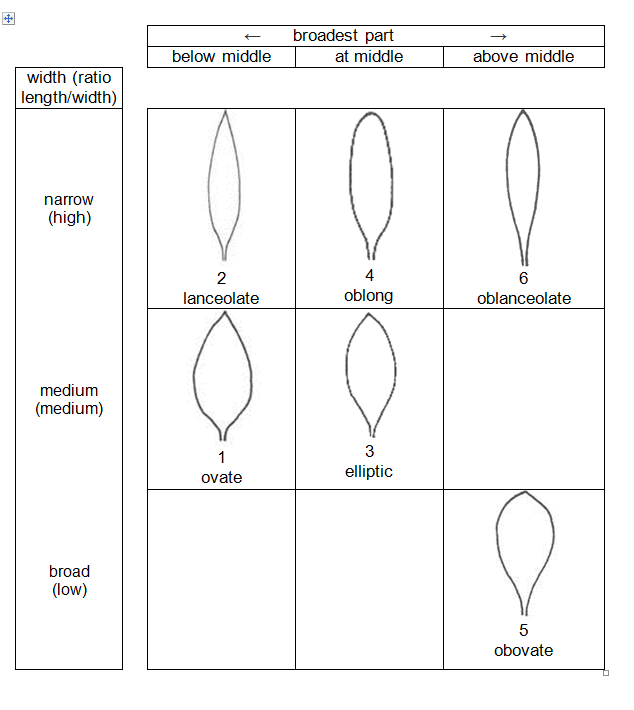 ← broadest part →
below middle at middle above middle
width (ratio
length/width)
narrow
(high)
2
lanceolate
4
oblong
6
oblanceolate
medium
(medium)
1
ovate
3
elliptic
broad
(low)
5
obovate